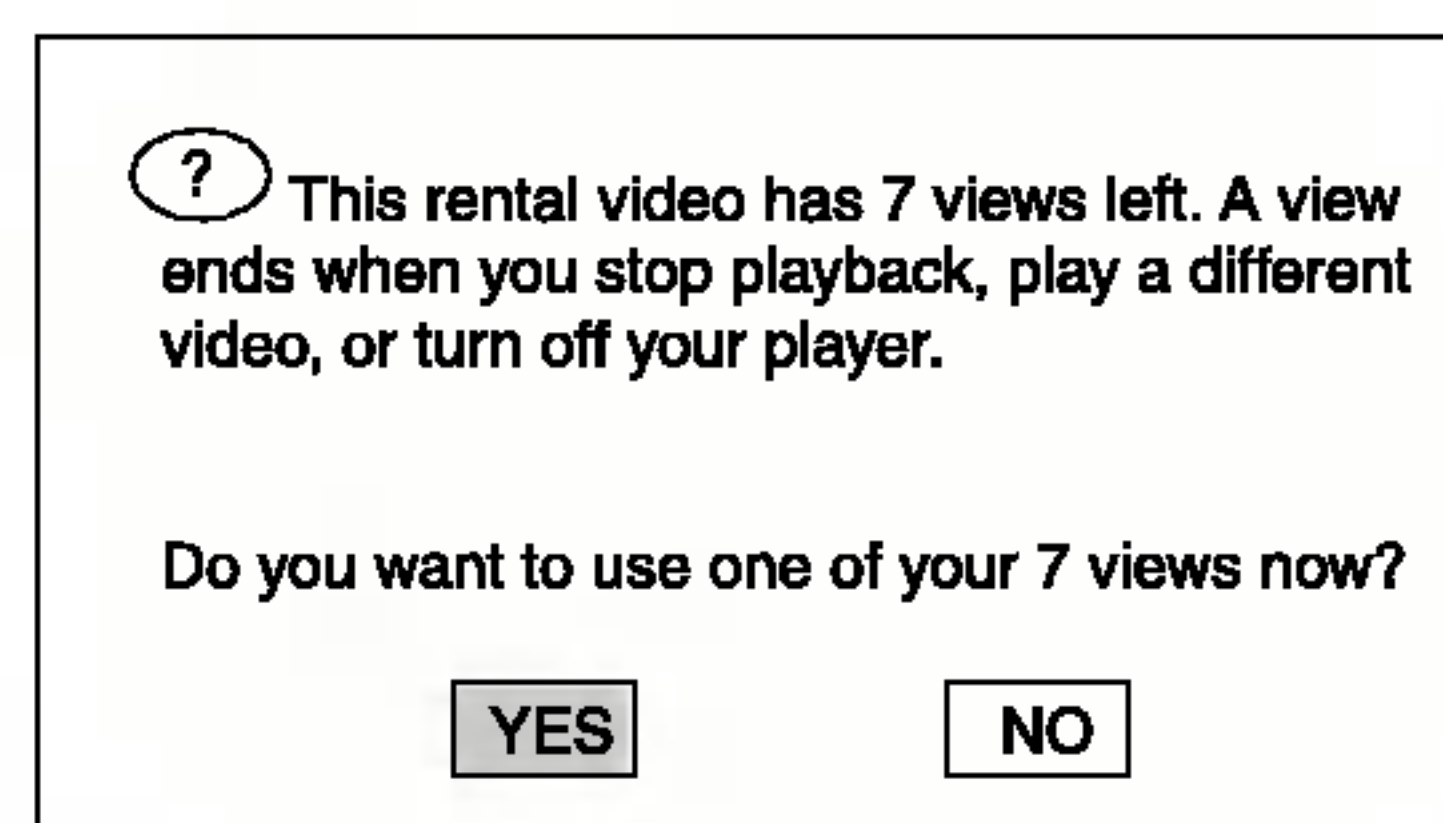 ? This rental video has 7 views left. A view
ends when you stop playback, play a different
video, or turn off your player.
Do you want to use one of your 7 views now?
YES NO